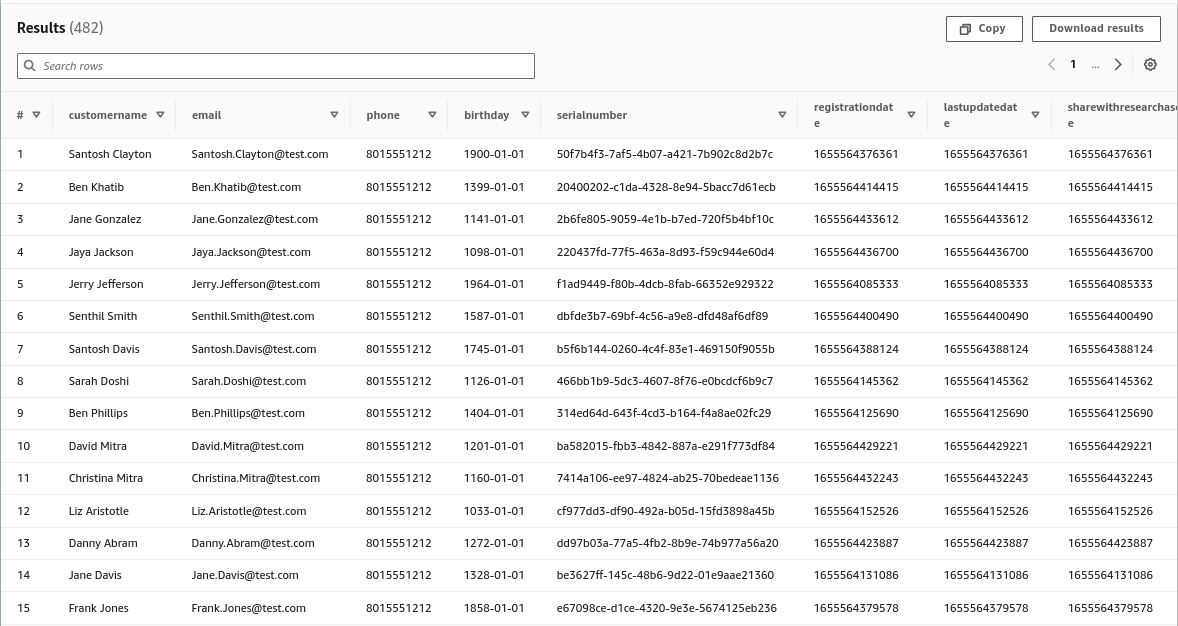 Results (482)
Copy
Download results
Search rows
1 ...
# customername email phone birthday serialnumber registrationdat lastupdatedat sharewithresearchase
e e e
1 Santosh Clayton Santosh.Clayton@test.com 8015551212 1900-01-01 50f7b4f3-7af5-4b07-a421-7b902c8d2b7c 1655564376361 1655564376361 1655564376361
2 Ben Khatib Ben.Khatib@test.com 8015551212 1399-01-01 20400202-c1da-4328-8e94-5bacc7d61ecb 1655564414415 1655564414415 1655564414415
3 Jane Gonzalez Jane.Gonzalez@test.com 8015551212 1141-01-01 2b6fe805-9059-4e1b-b7ed-720f5b4bf10c 1655564433612 1655564433612 1655564433612
4 Jaya Jackson Jaya.Jackson@test.com 8015551212 1098-01-01 220437fd-77f5-463a-8d93-f59c944e60d4 1655564436700 1655564436700 1655564436700
5 Jerry Jefferson Jerry.Jefferson@test.com 8015551212 1964-01-01 f1ad9449-f80b-4dcb-8fab-66352e929322 1655564085333 1655564085333 1655564085333
6 Senthil Smith Senthil.Smith@test.com 8015551212 1587-01-01 dbfde3b7-69bf-4c56-a9e8-dfd48af6df89 1655564400490 1655564400490 1655564400490
7 Santosh Davis Santosh.Davis@test.com 8015551212 1745-01-01 b5f6b144-0260-4c4f-83e1-469150f9055b 1655564388124 1655564388124 1655564388124
8 Sarah Doshi Sarah.Doshi@test.com 8015551212 1126-01-01 466bb1b9-5dc3-4607-8f76-e0bcdcf6b9c7 1655564145362 1655564145362 1655564145362
9 Ben Phillips Ben.Phillips@test.com 8015551212 1404-01-01 314ed64d-643f-4cd3-b164-f4a8ae02fc29 1655564125690 1655564125690 1655564125690
10 David Mitra David.Mitra@test.com 8015551212 1201-01-01 ba582015-fbb3-4842-887a-e291f773df84 1655564429221 1655564429221 1655564429221
11 Christina Mitra Christina.Mitra@test.com 8015551212 1160-01-01 7414a106-ee97-4824-ab25-70bedeae1136 1655564432243 1655564432243 1655564432243
12 Liz Aristotle Liz.Aristotle@test.com 8015551212 1033-01-01 cf977dd3-df90-492a-b05d-15fd3898a45b 1655564152526 1655564152526 1655564152526
13 Danny Abram Danny.Abram@test.com 8015551212 1272-01-01 dd97b03a-77a5-4fb2-8b9e-74b977a56a20 1655564423887 1655564423887 1655564423887
14 Jane Davis Jane.Davis@test.com 8015551212 1328-01-01 be3627ff-145c-48b6-9d22-01e9aae21360 1655564131086 1655564131086 1655564131086
15 Frank Jones Frank.Jones@test.com 8015551212 1858-01-01 e67098ce-d1ce-4320-9e3e-5674125eb236 1655564379578 1655564379578 1655564379578